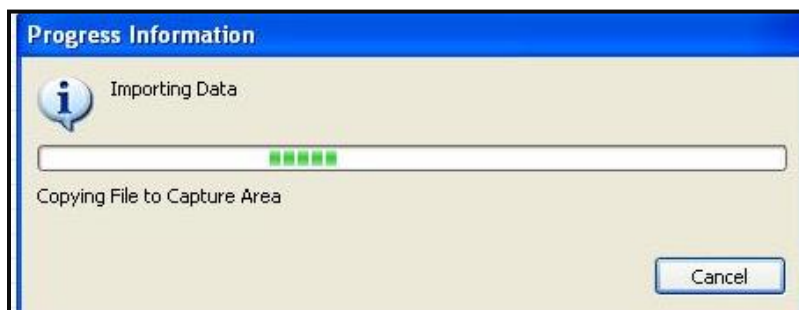 Progress Information
Importing Data
Copying File to Capture Area
Cancel